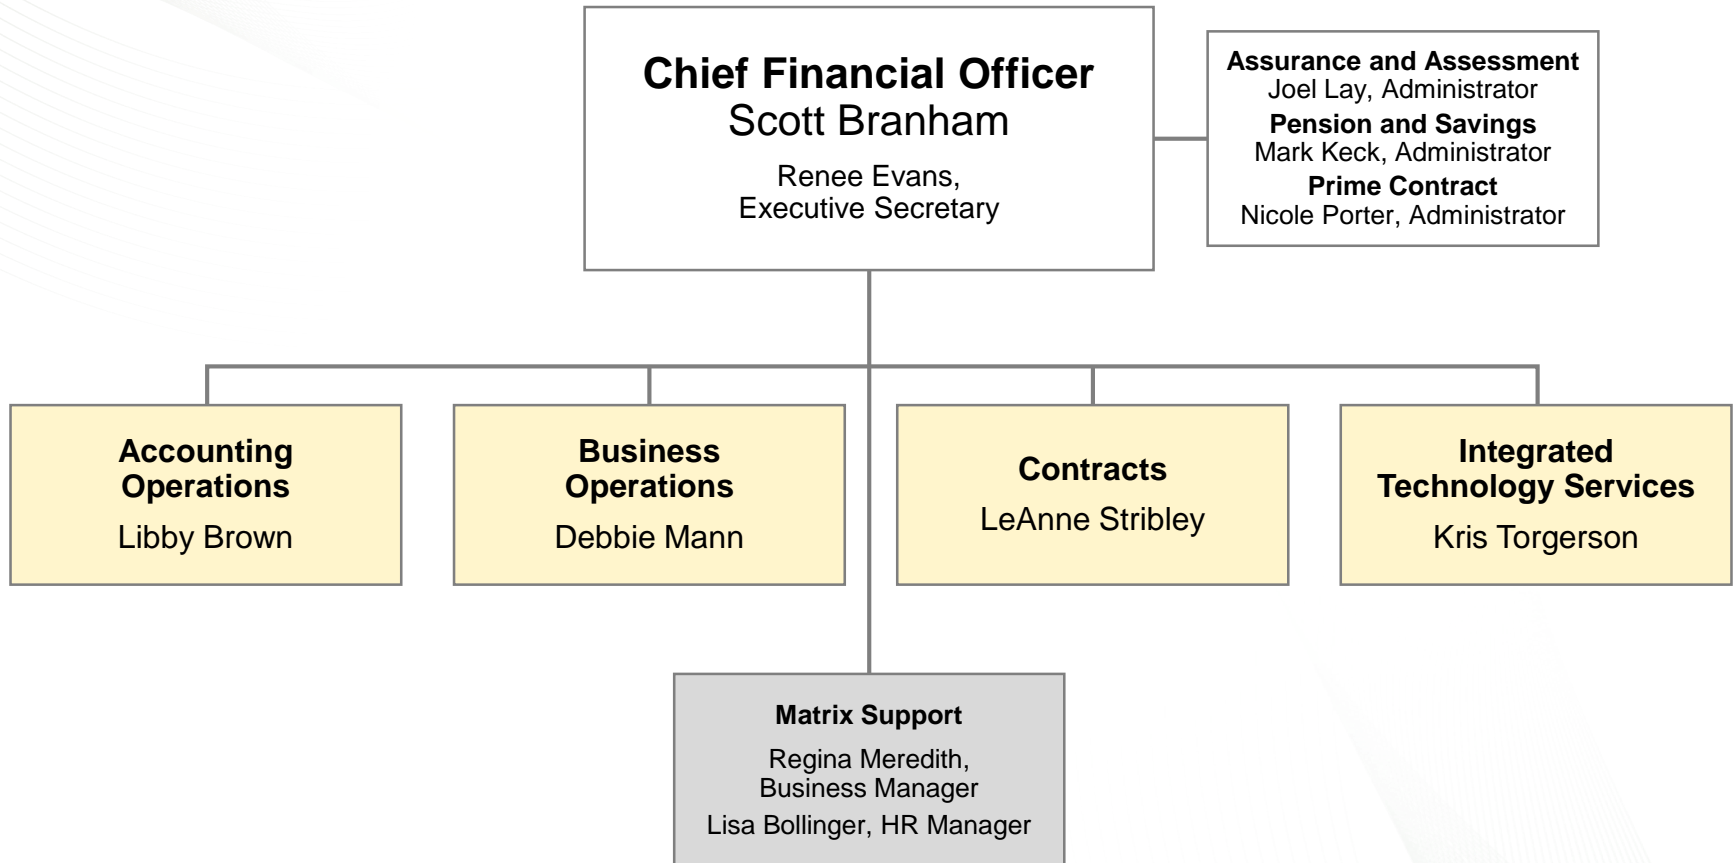 Chief Financial Officer
Scott Branham
Renee Evans,
Executive Secretary
Assurance and Assessment
Joel Lay, Administrator
Pension and Savings
Mark Keck, Administrator
Prime Contract
Nicole Porter, Administrator
Accounting
Operations
Libby Brown
Business
Operations
Debbie Mann
Contracts
LeAnne Stribley
Integrated
Technology Services
Kris Torgerson
Matrix Support
Regina Meredith,
Business Manager
Lisa Bollinger, HR Manager